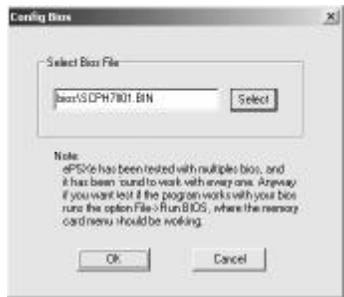 Config Bios
Select Bios File
bios\SCPH7001.BIN
Select
Note:
ePSXe has been tested with multiples bios, and
it has been found to work with every one. Anyway
if you want test if the program works with your bios
runs the option File->Run BIOS, where the memory
card menu should be working.
OK
Cancel